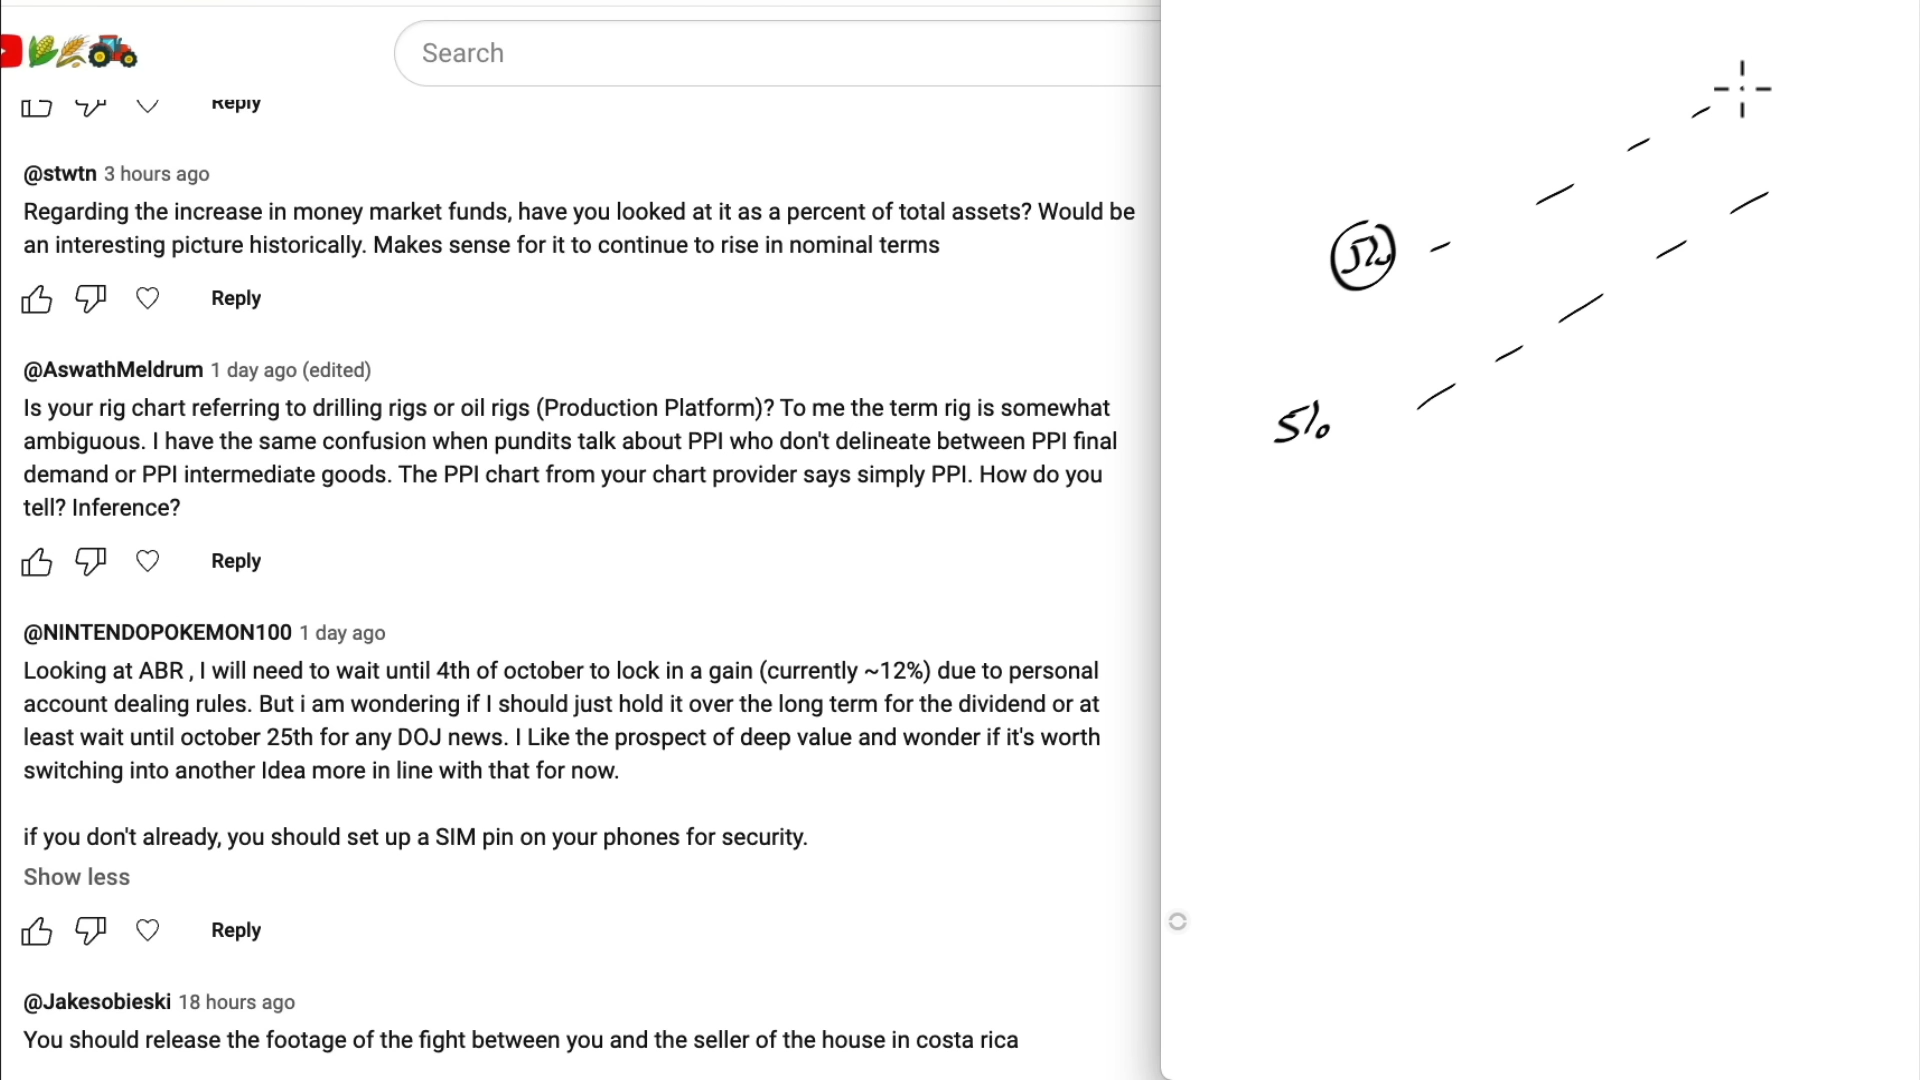 Search
Reply
@stwtn 3 hours ago
Regarding the increase in money market funds, have you looked at it as a percent of total assets? Would be
an interesting picture historically. Makes sense for it to continue to rise in nominal terms
Reply
@AswathMeldrum 1 day ago (edited)
Is your rig chart referring to drilling rigs or oil rigs (Production Platform)? To me the term rig is somewhat
ambiguous. I have the same confusion when pundits talk about PPI who don't delineate between PPI final
demand or PPI intermediate goods. The PPI chart from your chart provider says simply PPI. How do you
tell? Inference?
Reply
@NINTENDOPOKEMON100 1 day ago
Looking at ABR , I will need to wait until 4th of october to lock in a gain (currently ~12%) due to personal
account dealing rules. But i am wondering if I should just hold it over the long term for the dividend or at
least wait until october 25th for any DOJ news. I Like the prospect of deep value and wonder if it's worth
switching into another Idea more in line with that for now.
if you don't already, you should set up a SIM pin on your phones for security.
Show less
Reply
@Jakesobieski 18 hours ago
You should release the footage of the fight between you and the seller of the house in costa rica
5%